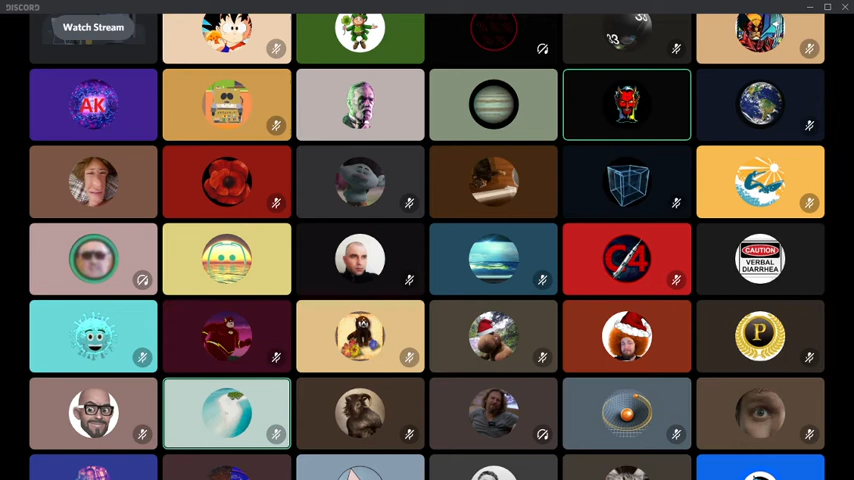 DISCORD
Watch Stream
AK
C4
CAUTION
VERBAL
DIARRHEA
P